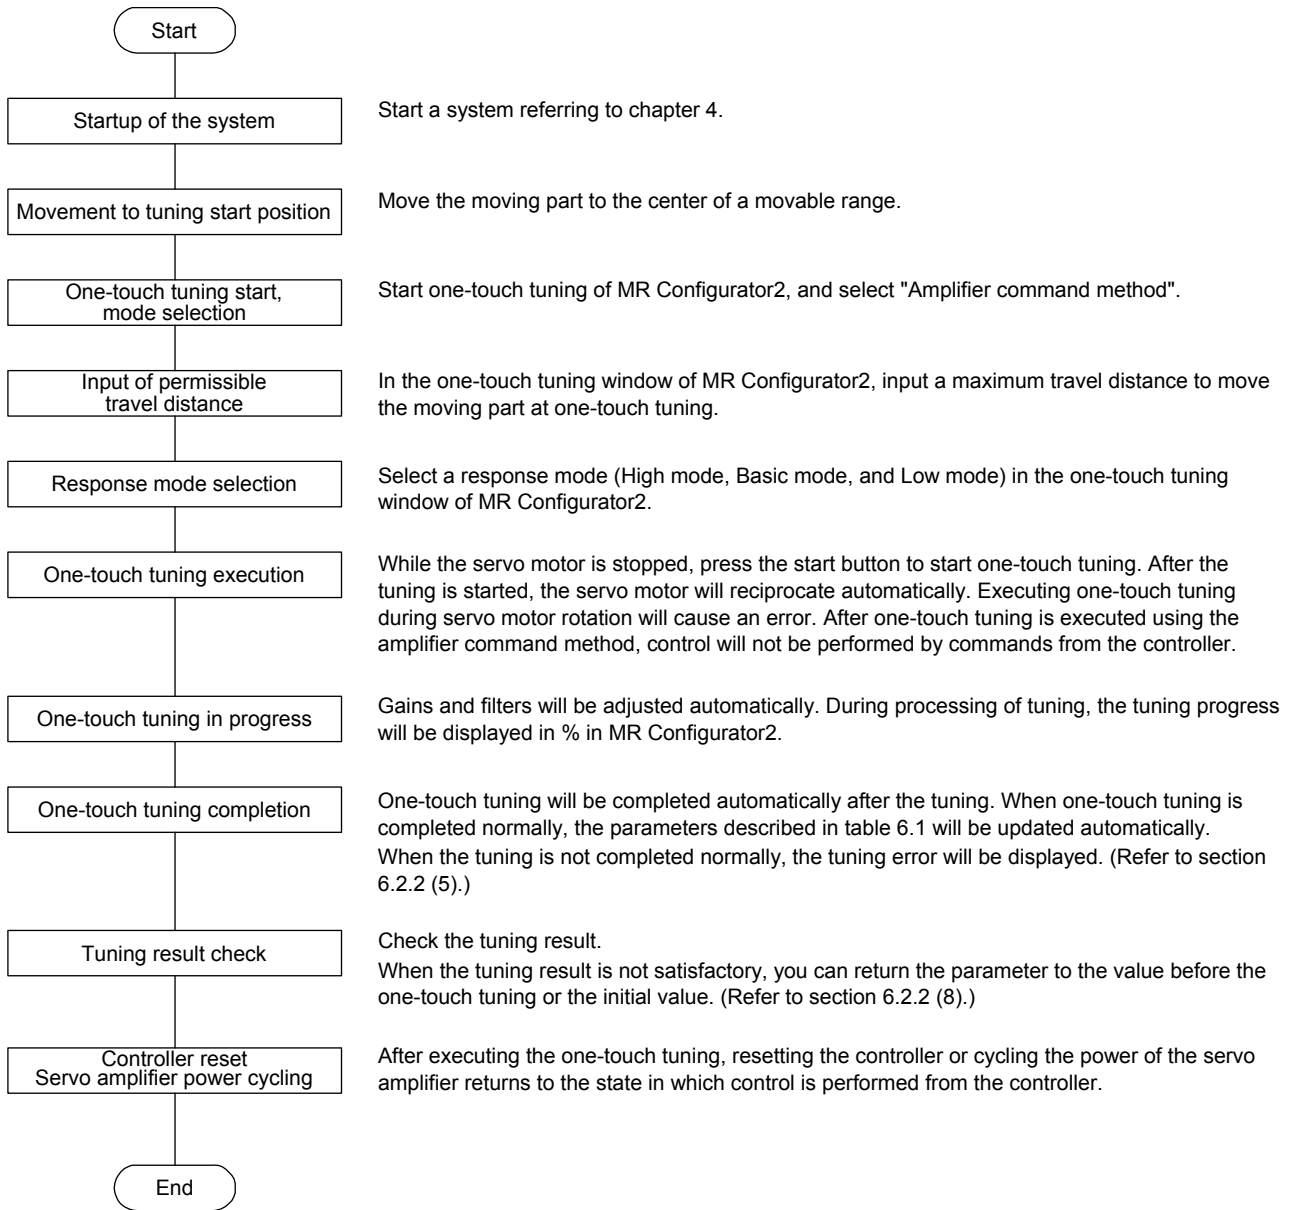 Start
Startup of the system
Start a system referring to chapter 4.
Movement to tuning start position
Move the moving part to the center of a movable range.
One-touch tuning start,
mode selection
Start one-touch tuning of MR Configurator2, and select "Amplifier command method".
Input of permissible
travel distance
In the one-touch tuning window of MR Configurator2, input a maximum travel distance to move
the moving part at one-touch tuning.
Response mode selection
Select a response mode (High mode, Basic mode, and Low mode) in the one-touch tuning
window of MR Configurator2.
One-touch tuning execution
While the servo motor is stopped, press the start button to start one-touch tuning. After the
tuning is started, the servo motor will reciprocate automatically. Executing one-touch tuning
during servo motor rotation will cause an error. After one-touch tuning is executed using the
amplifier command method, control will not be performed by commands from the controller.
One-touch tuning in progress
Gains and filters will be adjusted automatically. During processing of tuning, the tuning progress
will be displayed in % in MR Configurator2.
One-touch tuning completion
One-touch tuning will be completed automatically after the tuning. When one-touch tuning is
completed normally, the parameters described in table 6.1 will be updated automatically.
When the tuning is not completed normally, the tuning error will be displayed. (Refer to section
6.2.2 (5).)
Tuning result check
Check the tuning result.
When the tuning result is not satisfactory, you can return the parameter to the value before the
one-touch tuning or the initial value. (Refer to section 6.2.2 (8).)
Controller reset
Servo amplifier power cycling
After executing the one-touch tuning, resetting the controller or cycling the power of the servo
amplifier returns to the state in which control is performed from the controller.
End